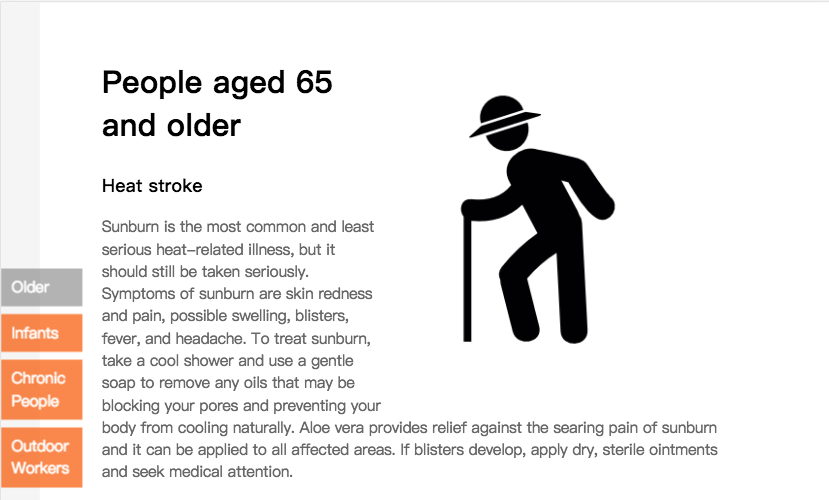 People aged 65
and older
Heat stroke
Sunburn is the most common and least
serious heat-related illness, but it
should still be taken seriously.
Symptoms of sunburn are skin redness
and pain, possible swelling, blisters,
fever, and headache. To treat sunburn,
take a cool shower and use a gentle
soap to remove any oils that may be
blocking your pores and preventing your
body from cooling naturally. Aloe vera provides relief against the searing pain of sunburn
and it can be applied to all affected areas. If blisters develop, apply dry, sterile ointments
and seek medical attention.
Older
Infants
Chronic
People
Outdoor
Workers